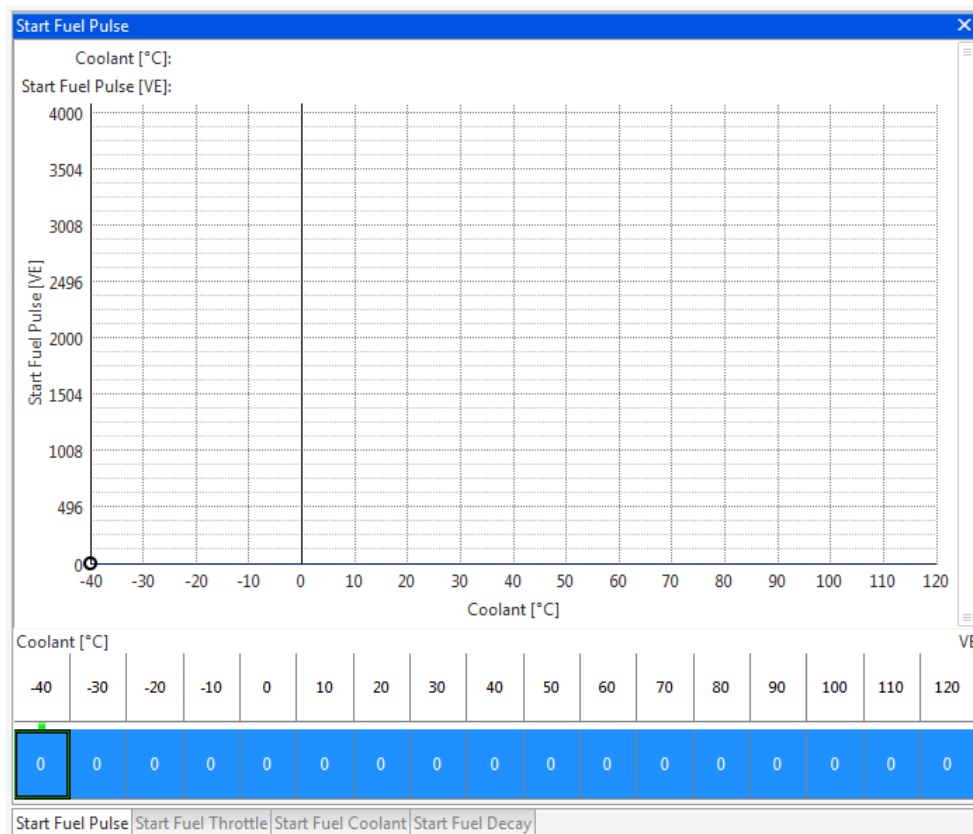 Start Fuel Pulse
Coolant [°C]:
Start Fuel Pulse [VE]:
4000
3504
3008
2496
2000
1504
1008
496
0
Start Fuel Pulse [VE]
-40 -30 -20 -10 0 10 20 30 40 50 60 70 80 90 100 110 120
Coolant [°C]
Coolant [°C] VE
-40 -30 -20 -10 0 10 20 30 40 50 60 70 80 90 100 110 120
0 0 0 0 0 0 0 0 0 0 0 0 0 0 0 0 0
Start Fuel Pulse Start Fuel Throttle Start Fuel Coolant Start Fuel Decay